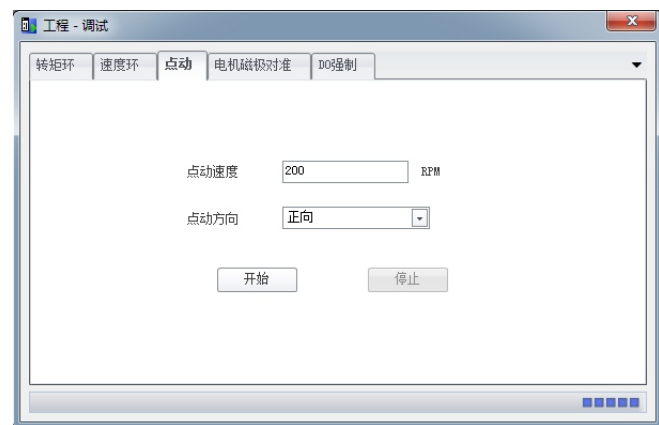 工程 - 调试
转矩环 速度环 点动 电机磁极对准 DO强制
点动速度 200 RPM
点动方向 正向
开始 停止